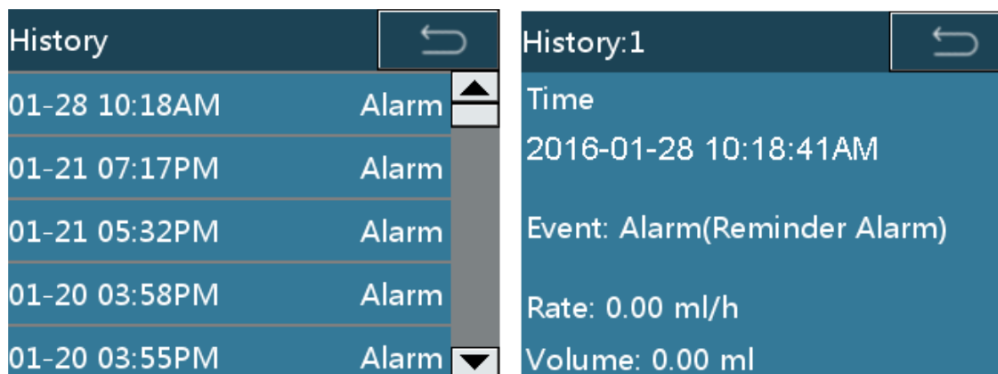 History
01-28 10:18AM Alarm
01-21 07:17PM Alarm
01-21 05:32PM Alarm
01-20 03:58PM Alarm
01-20 03:55PM Alarm
History:1
Time
2016-01-28 10:18:41AM
Event: Alarm(Reminder Alarm)
Rate: 0.00 ml/h
Volume: 0.00 ml